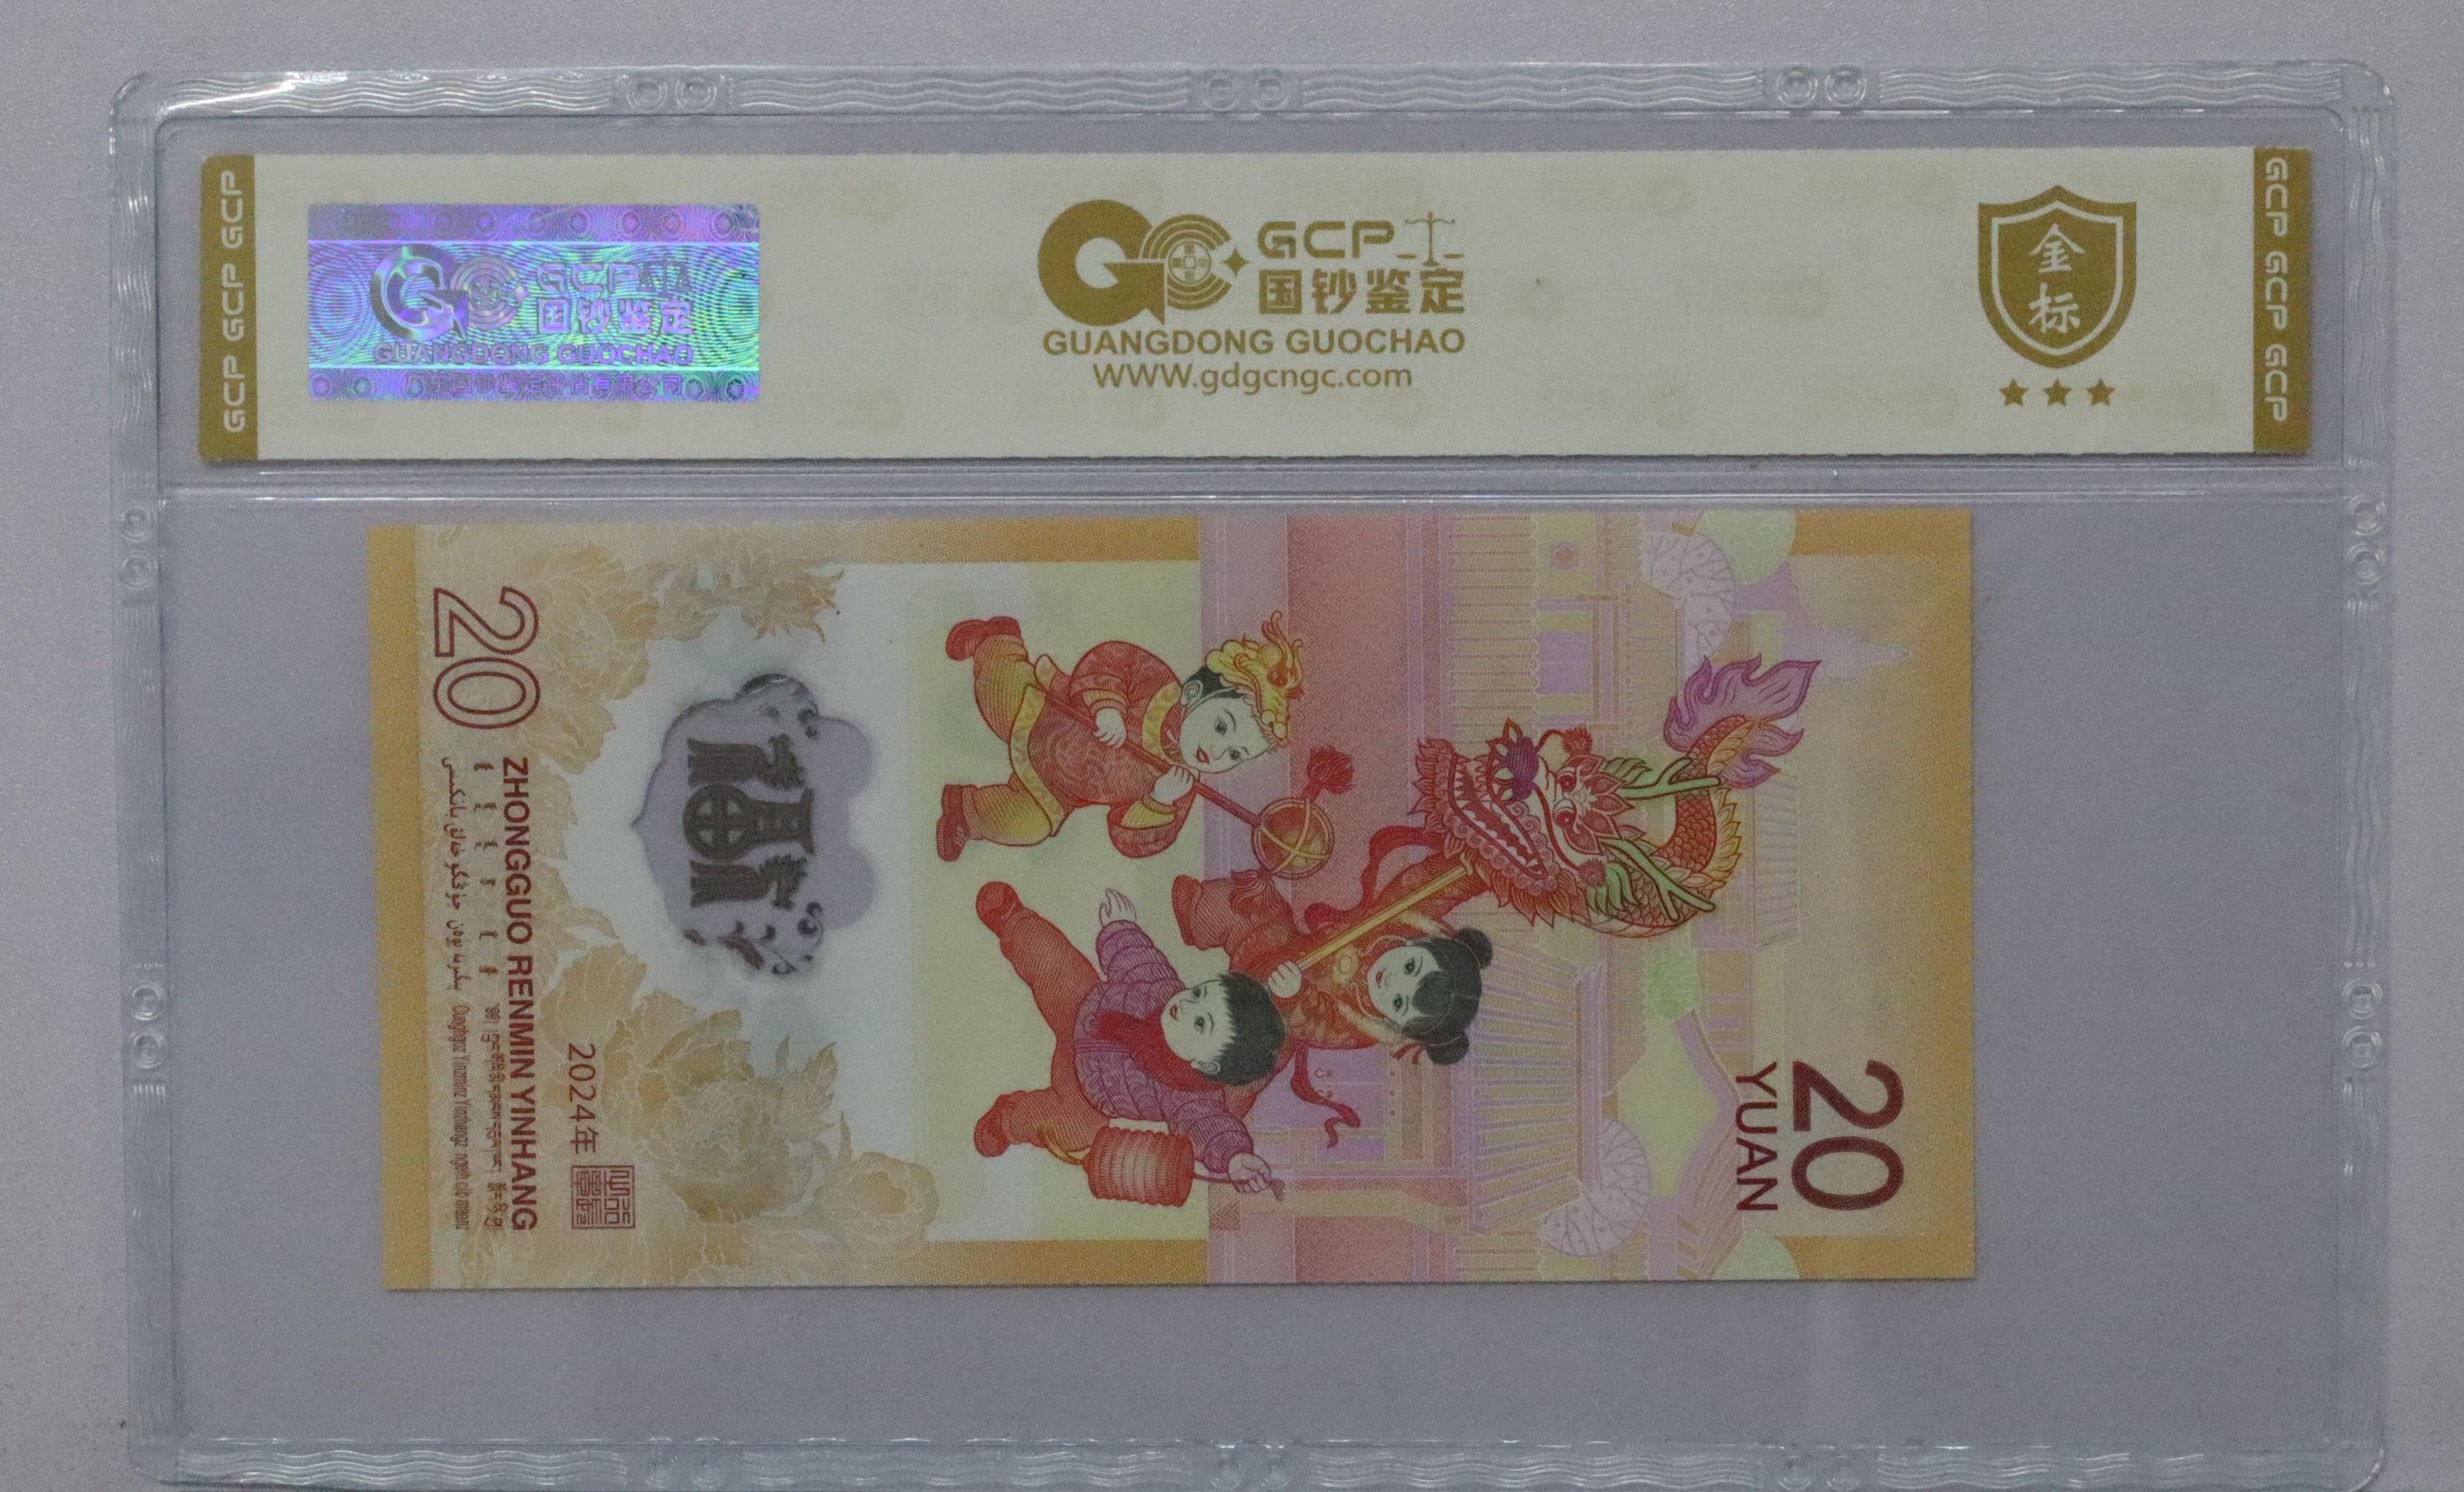 GCP GCP GCP
GCP
国钞鉴定
GUANGDONG GUOCHAO
GCP
国钞鉴定
GUANGDONG GUOCHAO
WWW.gdgcngc.com
金
标
GCP GCP GCP
20
ZHONGGUO RENMIN YINHANG
2024年
20
YUAN